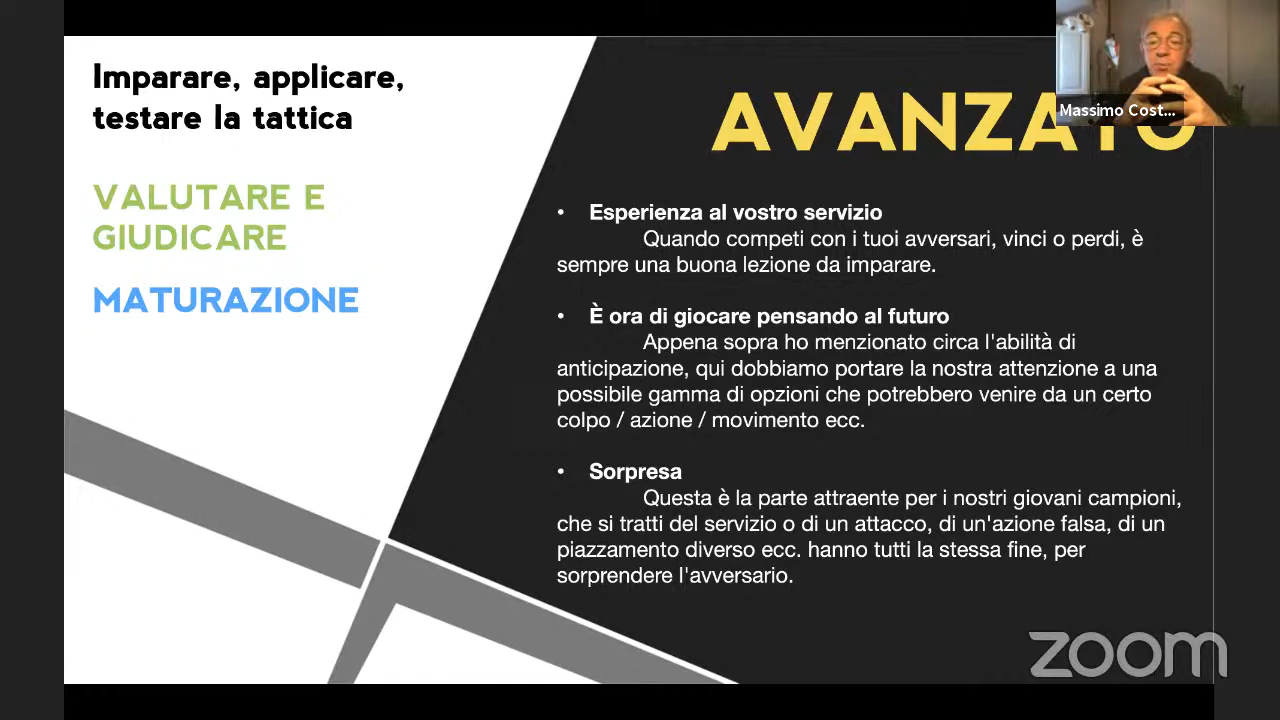 Imparare, applicare,
testare la tattica
VALUTARE E
GIUDICARE
MATURAZIONE
AVANZATO
Massimo Cost...
• Esperienza al vostro servizio
Quando competi con i tuoi avversari, vinci o perdi, è
sempre una buona lezione da imparare.
• È ora di giocare pensando al futuro
Appena sopra ho menzionato circa l'abilità di
anticipazione, qui dobbiamo portare la nostra attenzione a una
possibile gamma di opzioni che potrebbero venire da un certo
colpo / azione / movimento ecc.
• Sorpresa
Questa è la parte attraente per i nostri giovani campioni,
che si tratti del servizio o di un attacco, di un'azione falsa, di un
piazzamento diverso ecc. hanno tutti la stessa fine, per
sorprendere l'avversario.
zoom